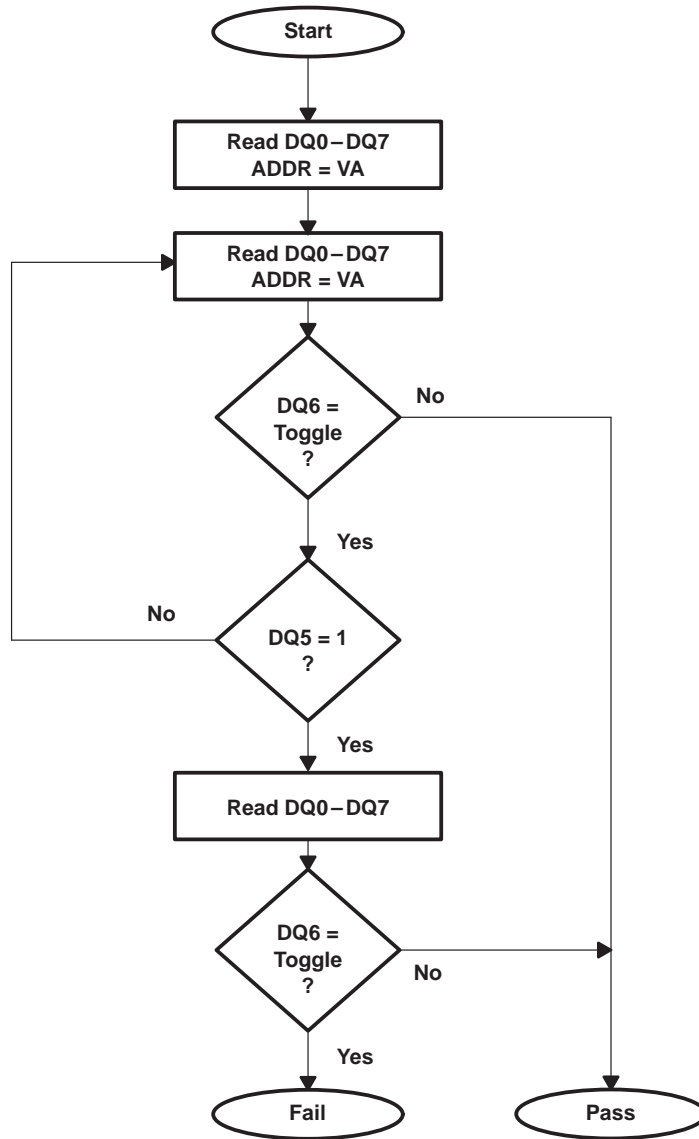 Start
Read DQ0–DQ7
ADDR = VA
Read DQ0–DQ7
ADDR = VA
DQ6 =
Toggle
?
No
Yes
No
DQ5 = 1
?
Yes
Read DQ0–DQ7
DQ6 =
Toggle
?
No
Yes
Fail
Pass